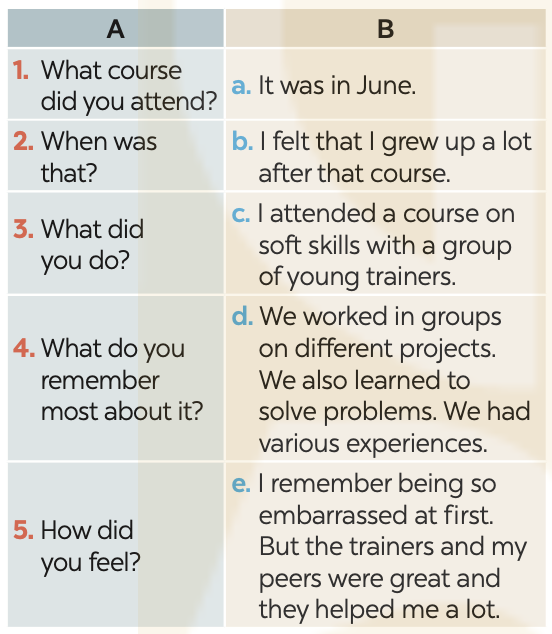 A
B
1. What course
did you attend?
a. It was in June.
2. When was
that?
b. I felt that I grew up a lot
after that course.
3. What did
you do?
c. I attended a course on
soft skills with a group
of young trainers.
4. What do you
remember
most about it?
d. We worked in groups
on different projects.
We also learned to
solve problems. We had
various experiences.
5. How did
you feel?
e. I remember being so
embarrassed at first.
But the trainers and my
peers were great and
they helped me a lot.